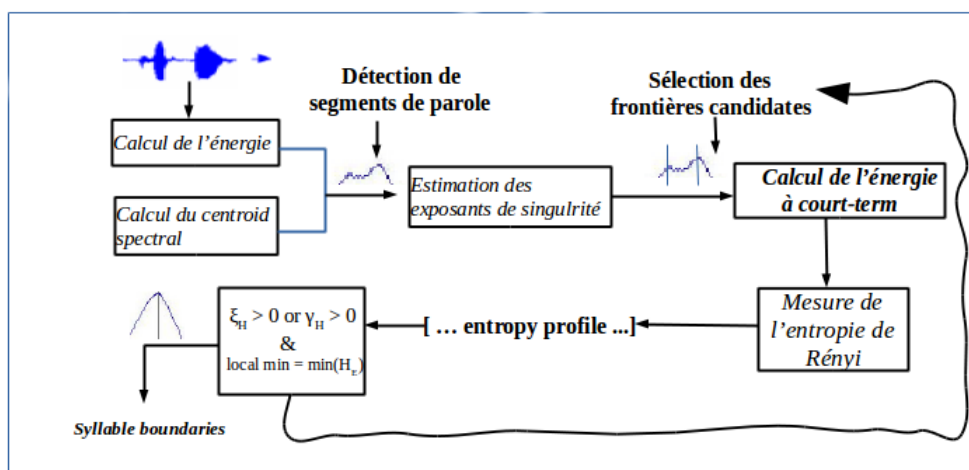 Détection de
segments de parole
Sélection des
frontières candidates
Calcul de l'énergie
Calcul du centroid
spectral
Estimation des
exposants de singulrité
Calcul de l'énergie
à court-term
Mesure de
l'entropie de
Rényi
[ ... entropy profile ...]
ξH > 0 or γH > 0
&
local min = min(Hε)
Syllable boundaries